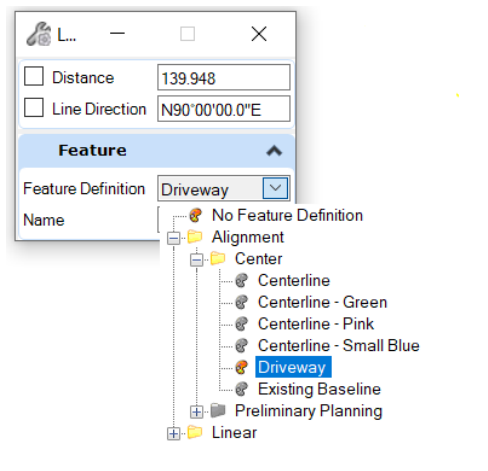 L...
Distance 139.948
Line Direction N90°00'00.0"E
Feature
Feature Definition Driveway
Name
No Feature Definition
Alignment
Center
Centerline
Centerline - Green
Centerline - Pink
Centerline - Small Blue
Driveway
Existing Baseline
Preliminary Planning
Linear